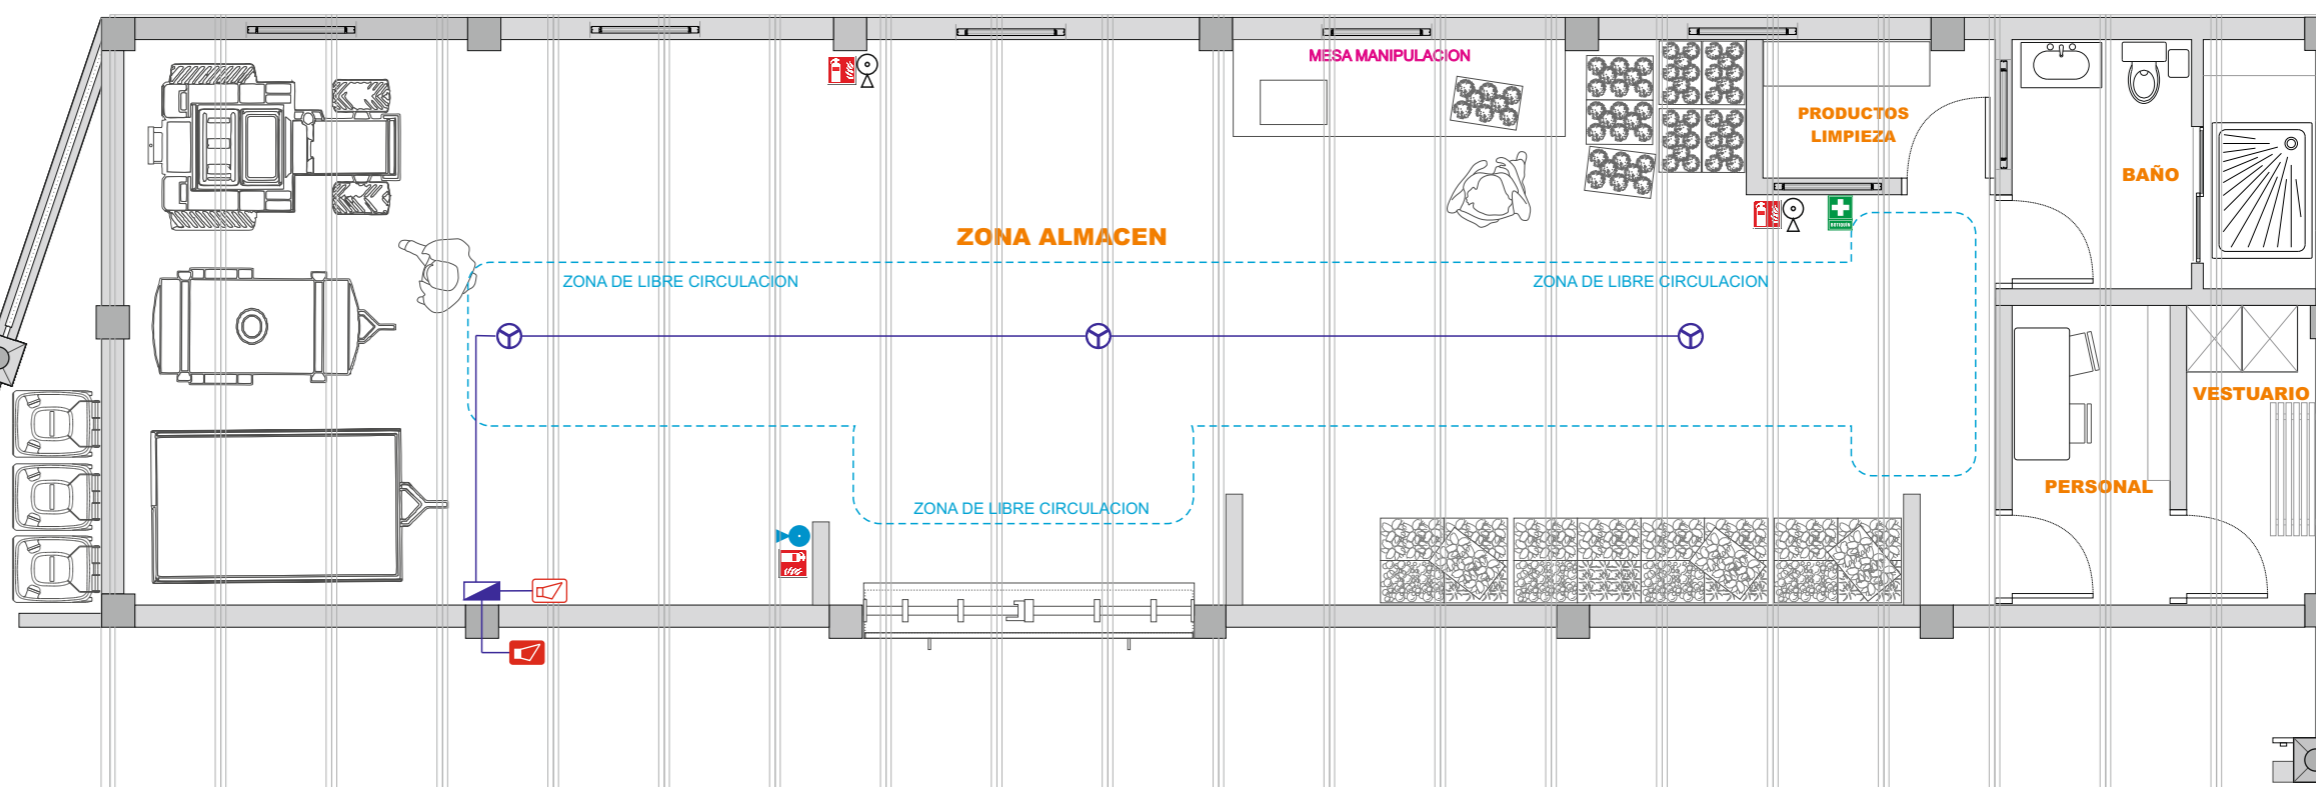 MESA MANIPULACION
PRODUCTOS
LIMPIEZA
BAÑO
ZONA ALMACEN
ZONA DE LIBRE CIRCULACION
ZONA DE LIBRE CIRCULACION
VESTUARIO
PERSONAL
ZONA DE LIBRE CIRCULACION